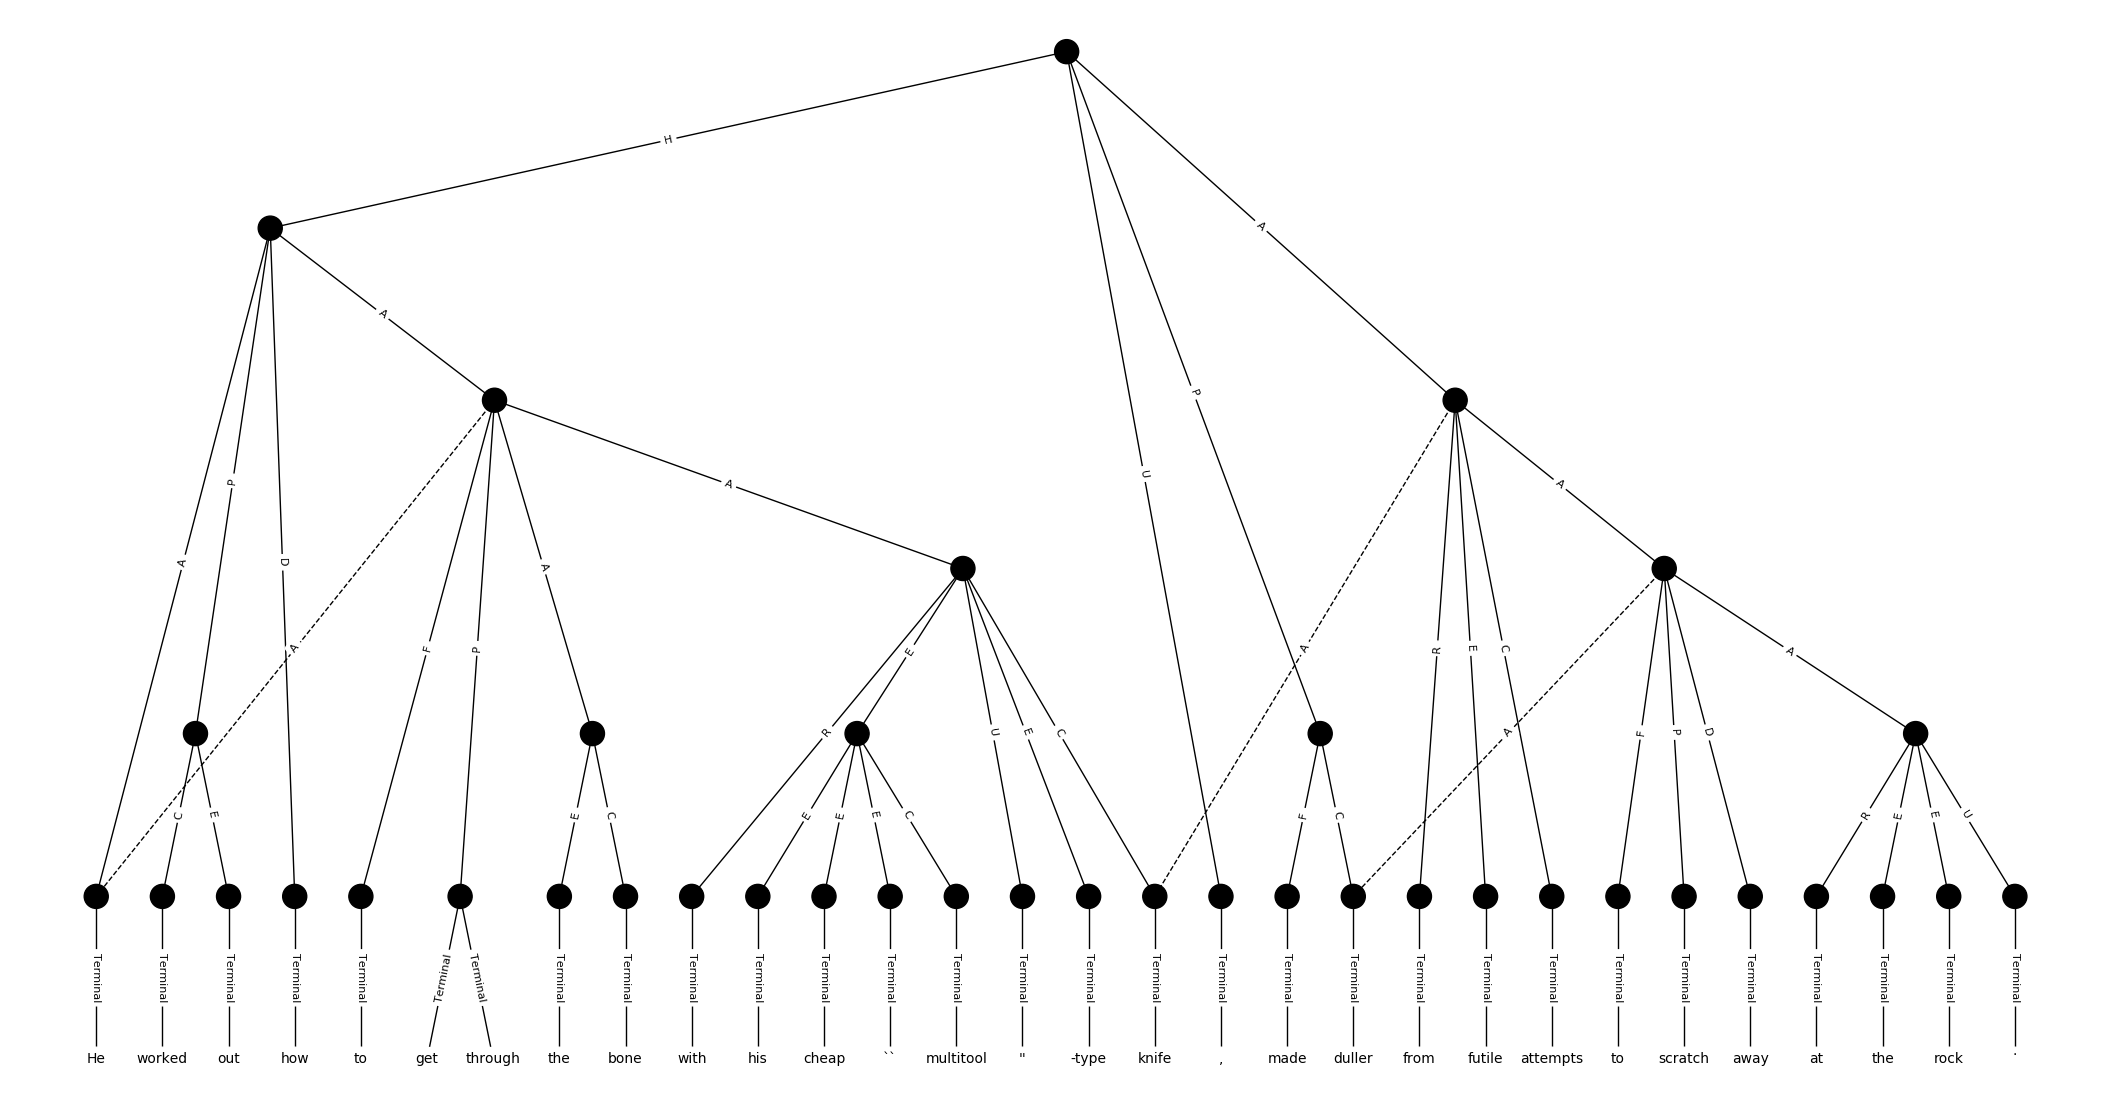 H
A
A
P
A
U
P
A
A
D
A
A
F
P
A
E
A
R
E
C
A
R
U
E
C
A
F
P
D
C
E
E
C
E
E
E
C
F
C
R
E
E
U
Terminal Terminal Terminal Terminal Terminal Terminal Terminal Terminal Terminal Terminal Terminal Terminal Terminal Terminal Terminal Terminal Terminal Terminal Terminal Terminal Terminal Terminal Terminal Terminal Terminal Terminal Terminal Terminal Terminal Terminal
He worked out how to get through the bone with his cheap `` multitool " -type knife , made duller from futile attempts to scratch away at the rock .